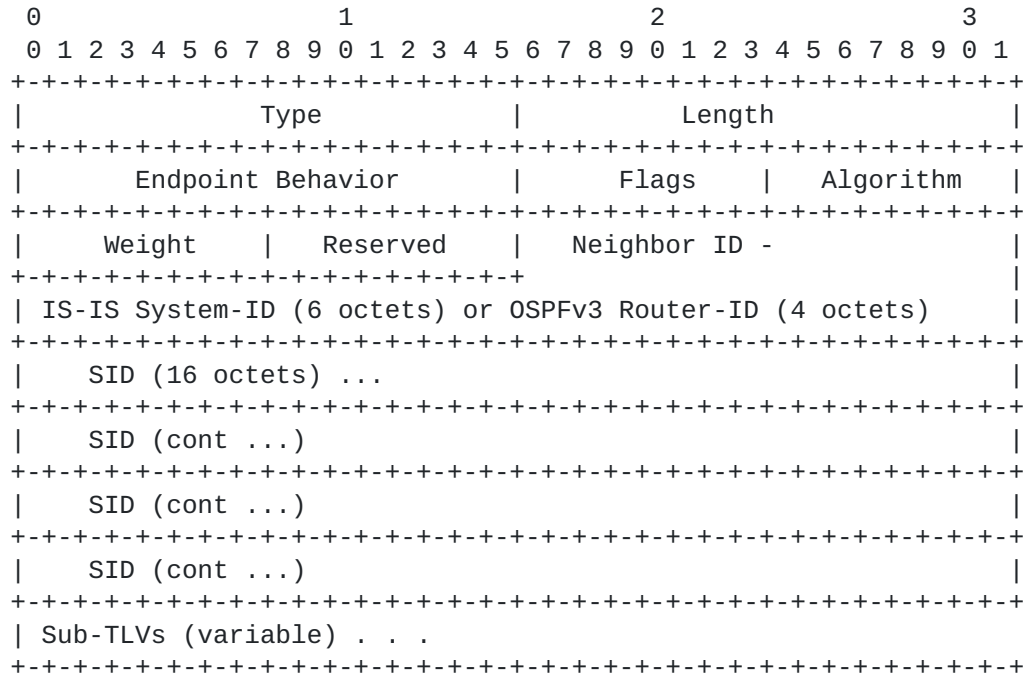 0                   1                   2                   3
 0 1 2 3 4 5 6 7 8 9 0 1 2 3 4 5 6 7 8 9 0 1 2 3 4 5 6 7 8 9 0 1
+-+-+-+-+-+-+-+-+-+-+-+-+-+-+-+-+-+-+-+-+-+-+-+-+-+-+-+-+-+-+-+-+
|               Type            |          Length               |
+-+-+-+-+-+-+-+-+-+-+-+-+-+-+-+-+-+-+-+-+-+-+-+-+-+-+-+-+-+-+-+-+
|       Endpoint Behavior       |      Flags    |   Algorithm   |
+-+-+-+-+-+-+-+-+-+-+-+-+-+-+-+-+-+-+-+-+-+-+-+-+-+-+-+-+-+-+-+-+
|     Weight    |   Reserved    |   Neighbor ID -               |
+-+-+-+-+-+-+-+-+-+-+-+-+-+-+-+-+                               |
| IS-IS System-ID (6 octets) or OSPFv3 Router-ID (4 octets)     |
+-+-+-+-+-+-+-+-+-+-+-+-+-+-+-+-+-+-+-+-+-+-+-+-+-+-+-+-+-+-+-+-+
|    SID (16 octets) ...                                        |
+-+-+-+-+-+-+-+-+-+-+-+-+-+-+-+-+-+-+-+-+-+-+-+-+-+-+-+-+-+-+-+-+
|    SID (cont ...)                                             |
+-+-+-+-+-+-+-+-+-+-+-+-+-+-+-+-+-+-+-+-+-+-+-+-+-+-+-+-+-+-+-+-+
|    SID (cont ...)                                             |
+-+-+-+-+-+-+-+-+-+-+-+-+-+-+-+-+-+-+-+-+-+-+-+-+-+-+-+-+-+-+-+-+
|    SID (cont ...)                                             |
+-+-+-+-+-+-+-+-+-+-+-+-+-+-+-+-+-+-+-+-+-+-+-+-+-+-+-+-+-+-+-+-+
| Sub-TLVs (variable) . . .
+-+-+-+-+-+-+-+-+-+-+-+-+-+-+-+-+-+-+-+-+-+-+-+-+-+-+-+-+-+-+-+-+